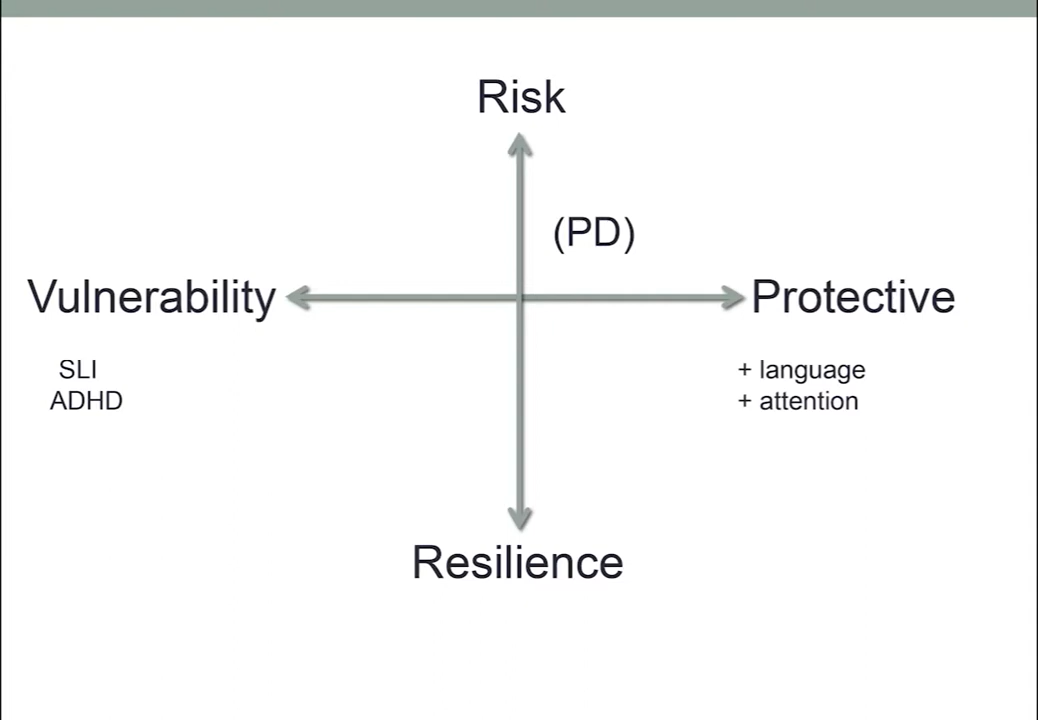 Risk
(PD)
Vulnerability
Protective
SLI
ADHD
+ language
+ attention
Resilience